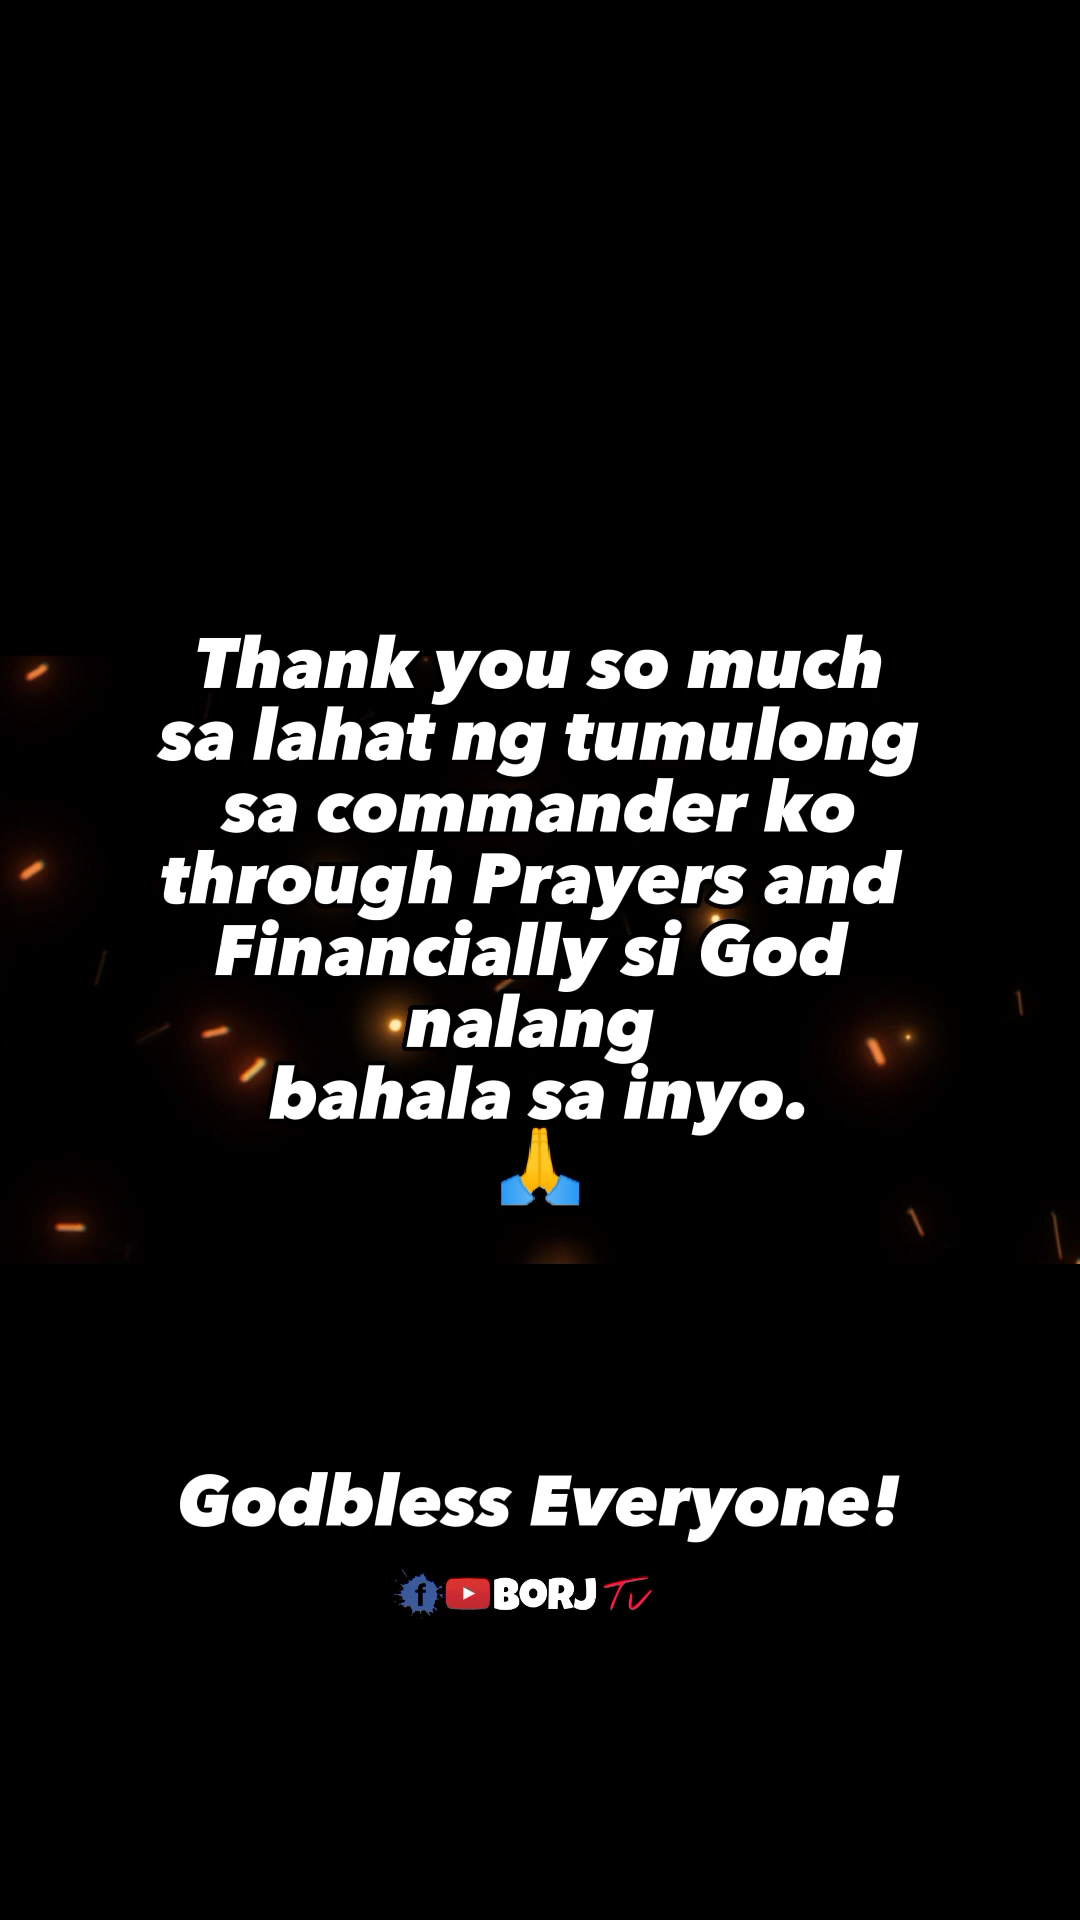 Thank you so much
sa lahat ng tumulong
sa commander ko
through Prayers and
Financially si God
nalang
bahala sa inyo.
🙏
Godbless Everyone!
f BORJ Tv